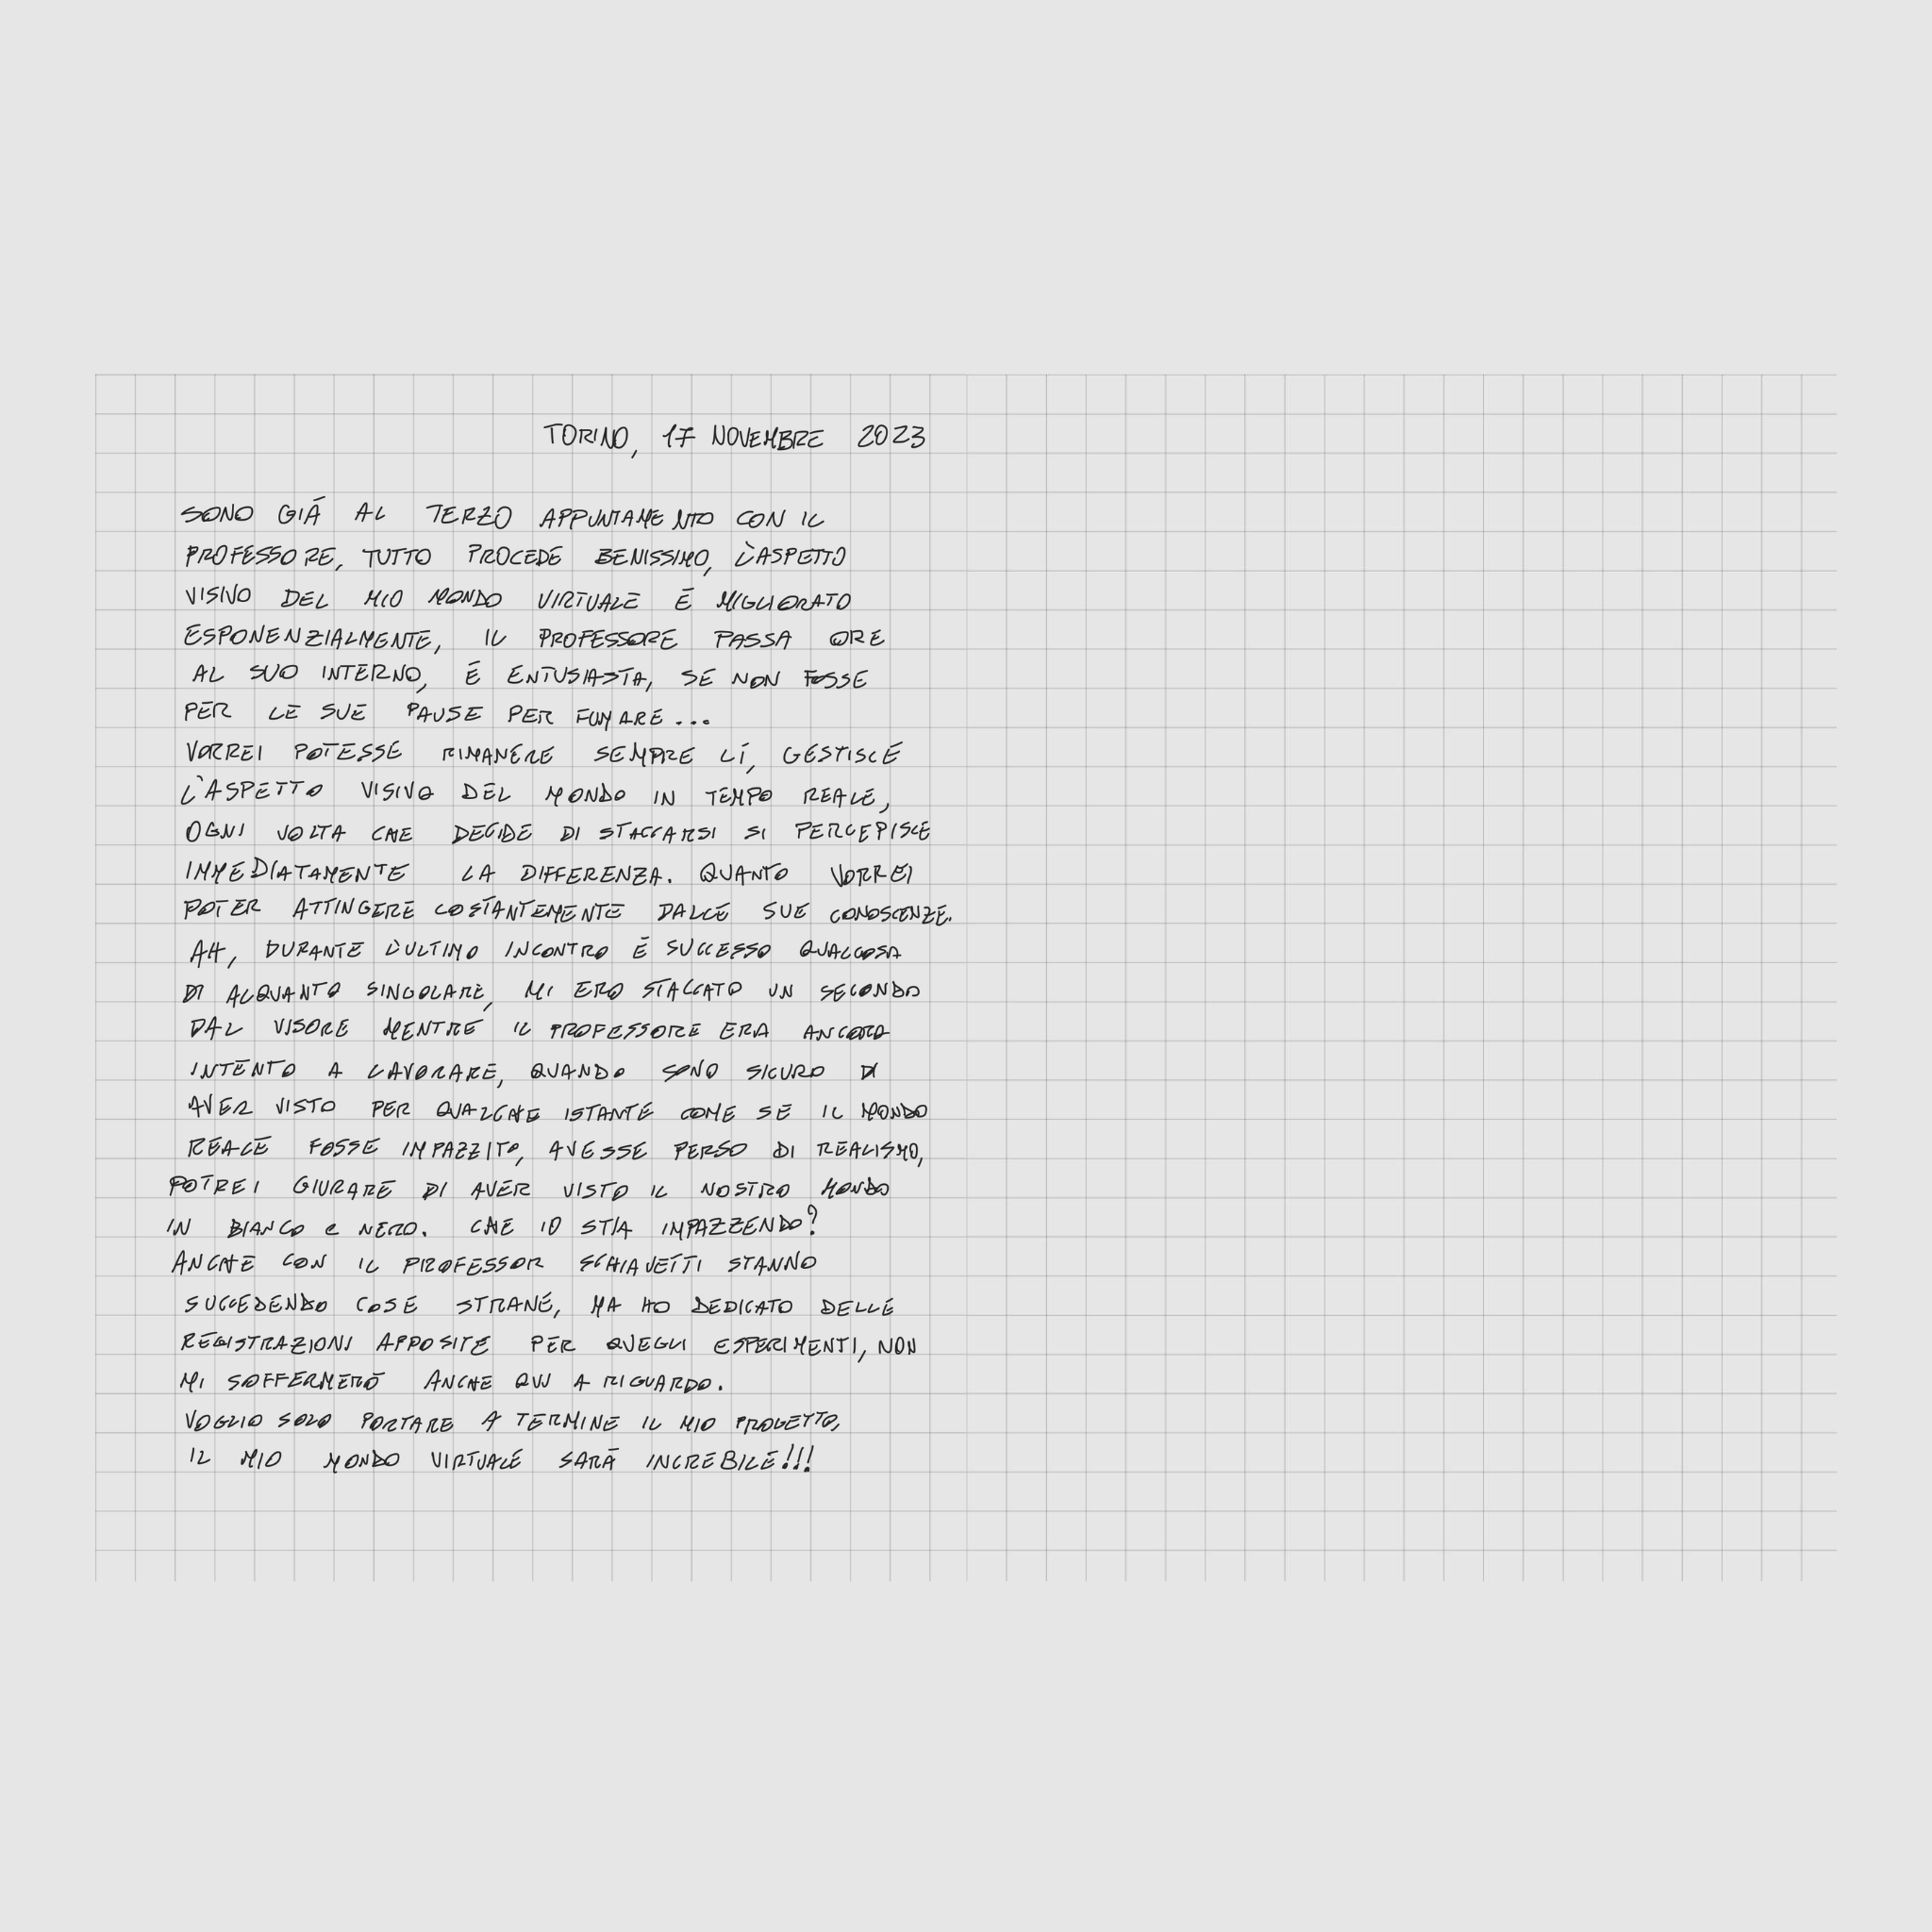 TORINO, 17 NOVEMBRE 2023
SONO GIÀ AL TERZO APPUNTAMENTO CON IL
PROFESSORE, TUTTO PROCEDE BENISSIMO, L'ASPETTO
VISIVO DEL MIO MONDO VIRTUALE È MIGLIORATO
ESPONENZIALMENTE, IL PROFESSORE PASSA ORE
AL SUO INTERNO, È ENTUSIASTA, SE NON FOSSE
PER LE SUE PAUSE PER FUMARE...
VORREI POTESSE RIMANERE SEMPRE LÌ, GESTISCE
L'ASPETTO VISIVO DEL MONDO IN TEMPO REALE,
OGNI VOLTA CHE DECIDE DI STACCARSI SI PERCEPISCE
IMMEDIATAMENTE LA DIFFERENZA. QUANTO VORREI
POTER ATTINGERE COSTANTEMENTE DALLE SUE CONOSCENZE.
AH, DURANTE L'ULTIMO INCONTRO È SUCCESSO QUALCOSA
DI ALQUANTO SINGOLARE, MI ERO STACCATO UN SECONDO
DAL VISORE MENTRE IL PROFESSORE ERA ANCORA
INTENTO A LAVORARE, QUANDO SONO SICURO DI
AVER VISTO PER QUALCHE ISTANTE COME SE IL MONDO
REALE FOSSE IMPAZZITO, AVESSE PERSO DI REALISMO,
POTREI GIURARE DI AVER VISTO IL NOSTRO MONDO
IN BIANCO e NERO. CHE IO STIA IMPAZZENDO?
ANCHE CON IL PROFESSOR SCHIAVETTI STANNO
SUCCEDENDO COSE STRANE, MA HO DEDICATO DELLE
REGISTRAZIONI APPOSITE PER QUEGLI ESPERIMENTI, NON
MI SOFFERMERÒ ANCHE QUI A RIGUARDO.
VOGLIO SOLO PORTARE A TERMINE IL MIO PROGETTO,
IL MIO MONDO VIRTUALE SARÀ INCREBILE!!!